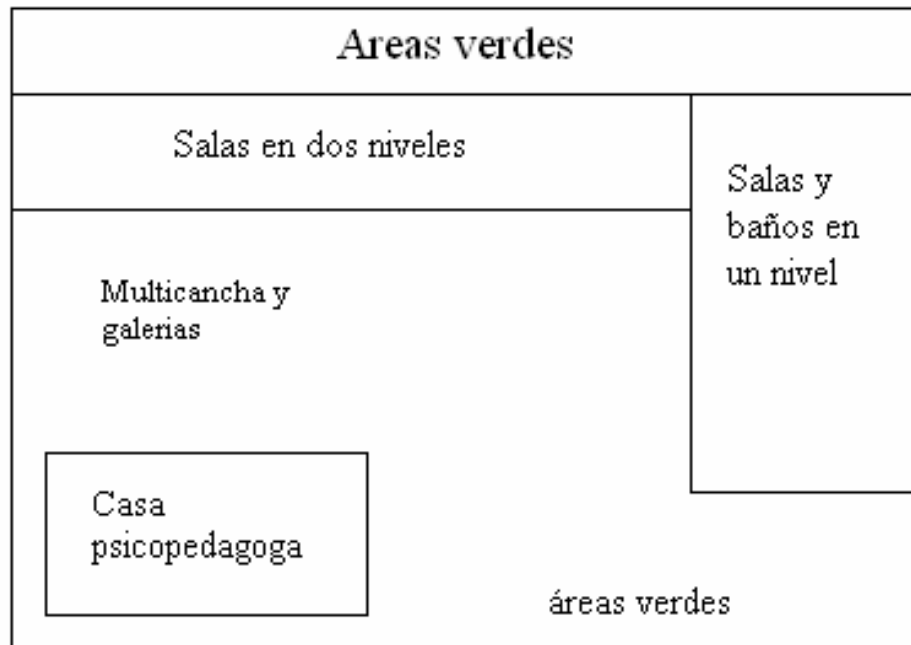 Areas verdes
Salas en dos niveles
Salas y
baños en
un nivel
Multicancha y
galerias
Casa
psicopedagoga
áreas verdes